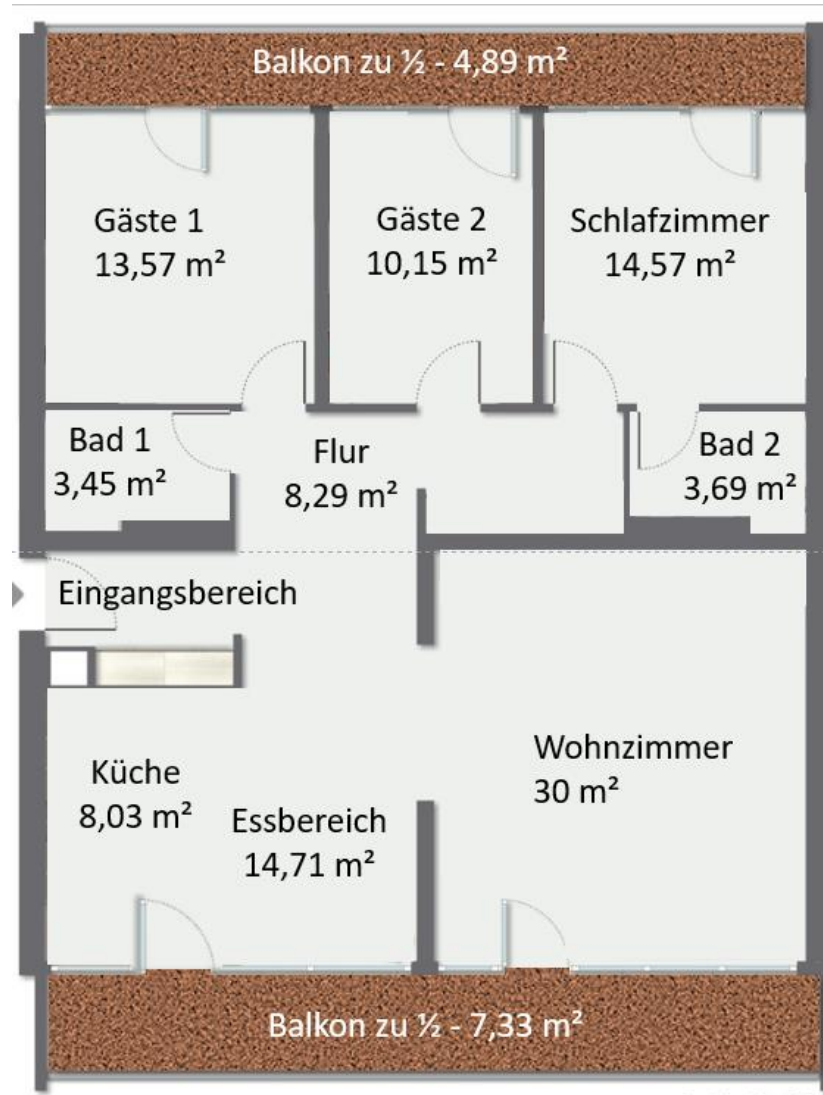 Balkon zu ½ - 4,89 m²
Gäste 1
13,57 m²
Gäste 2
10,15 m²
Schlafzimmer
14,57 m²
Bad 1
3,45 m²
Flur
8,29 m²
Bad 2
3,69 m²
Eingangsbereich
Küche
8,03 m²
Essbereich
14,71 m²
Wohnzimmer
30 m²
Balkon zu ½ - 7,33 m²